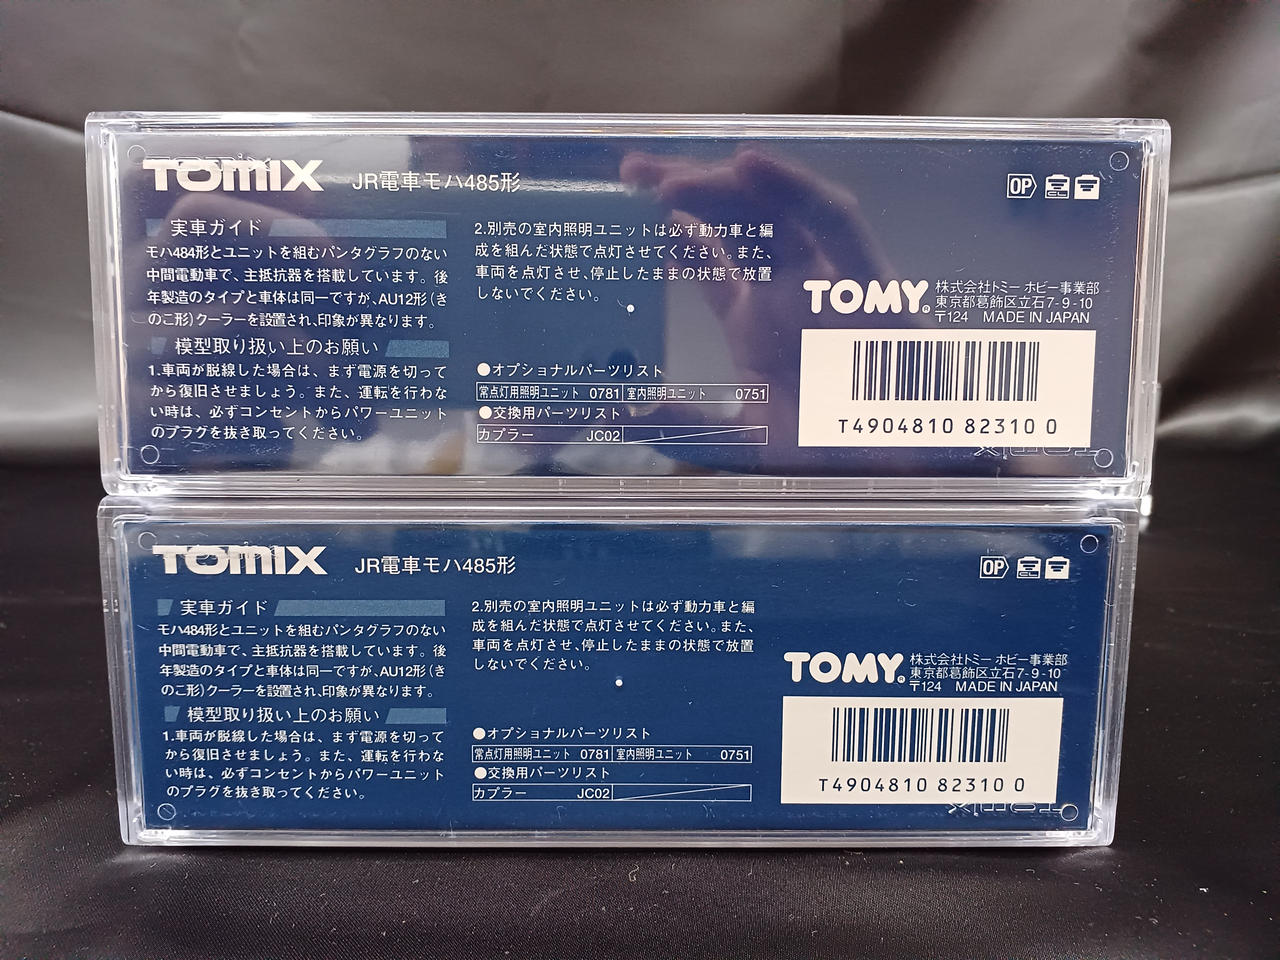 TOMIX JR電車モハ485形
OP CL
実車ガイド
モハ484形とユニットを組むパンタグラフのない
中間電動車で、主抵抗器を搭載しています。後
年製造のタイプと車体は同一ですが、AU12形(き
のこ形)クーラーを設置され、印象が異なります。
模型取り扱い上のお願い
1.車両が脱線した場合は、まず電源を切って
から復旧させましょう。また、運転を行わな
い時は、必ずコンセントからパワーユニット
のプラグを抜き取ってください。
2.別売の室内照明ユニットは必ず動力車と編
成を組んだ状態で点灯させてください。また、
車両を点灯させ、停止したままの状態で放置
しないでください。
●オプショナルパーツリスト
常点灯用照明ユニット 0781 室内照明ユニット 0751
●交換用パーツリスト
カプラー JC02
TOMY 株式会社トミー ホビー事業部
東京都葛飾区立石7-9-10
〒124 MADE IN JAPAN
T4904810 82310 0
TOMIX
TOMIX JR電車モハ485形
OP CL
実車ガイド
モハ484形とユニットを組むパンタグラフのない
中間電動車で、主抵抗器を搭載しています。後
年製造のタイプと車体は同一ですが、AU12形(き
のこ形)クーラーを設置され、印象が異なります。
模型取り扱い上のお願い
1.車両が脱線した場合は、まず電源を切って
から復旧させましょう。また、運転を行わな
い時は、必ずコンセントからパワーユニット
のプラグを抜き取ってください。
2.別売の室内照明ユニットは必ず動力車と編
成を組んだ状態で点灯させてください。また、
車両を点灯させ、停止したままの状態で放置
しないでください。
●オプショナルパーツリスト
常点灯用照明ユニット 0781 室内照明ユニット 0751
●交換用パーツリスト
カプラー JC02
TOMY 株式会社トミー ホビー事業部
東京都葛飾区立石7-9-10
〒124 MADE IN JAPAN
T4904810 82310 0
TOMIX